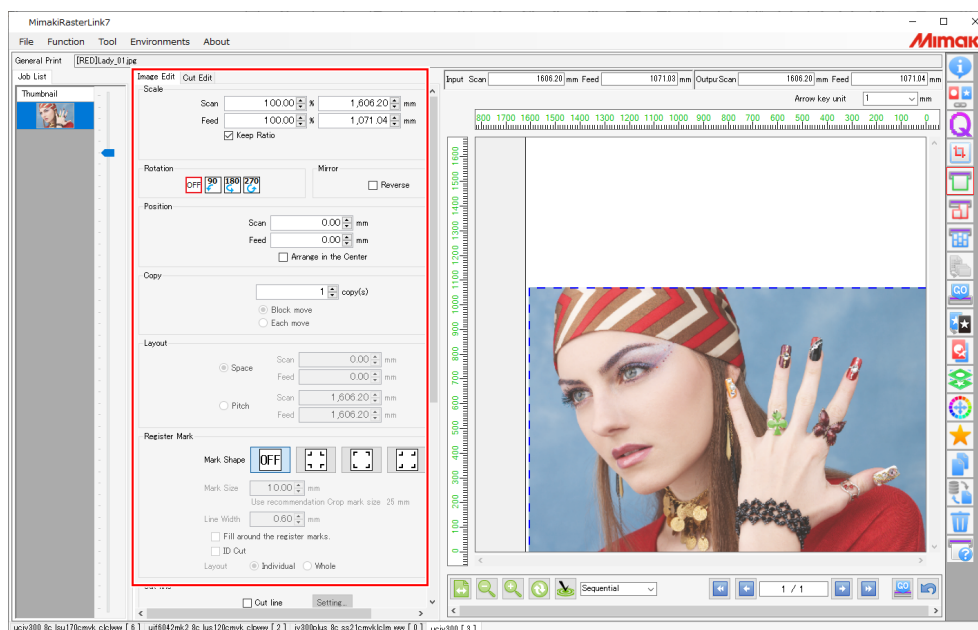 MimakiRasterLink7
File Function Tool Environments About
Mimaki
General Print [RED]Lady_01.jpg
Job List
Thumbnail
Image Edit Cut Edit
Scale
Scan 100.00 % 1,606.20 mm
Feed 100.00 % 1,071.04 mm
Keep Ratio
Rotation
OFF 90 180 270
Mirror
Reverse
Position
Scan 0.00 mm
Feed 0.00 mm
Arrange in the Center
Copy
1 copy(s)
Block move
Each move
Layout
Space
Scan 0.00 mm
Feed 0.00 mm
Pitch
Scan 1,606.20 mm
Feed 1,606.20 mm
Register Mark
Mark Shape OFF
Mark Size 10.00 mm
Use recommendation Crop mark size 25 mm
Line Width 0.60 mm
Fill around the register marks.
ID Cut
Layout Individual Whole
Cut line
Cut line Setting...
Input Scan 1606.20 mm Feed 1071.03 mm Output Scan 1606.20 mm Feed 1071.04 mm
Arrow key unit 1 mm
800 1700 1600 1500 1400 1300 1200 1100 1000 900 800 700 600 500 400 300 200 100 0
1600
1500
1400
1300
1200
1100
1000
900
800
700
600
500
400
300
200
100
0
Q
GO
Sequential
1 / 1
GO